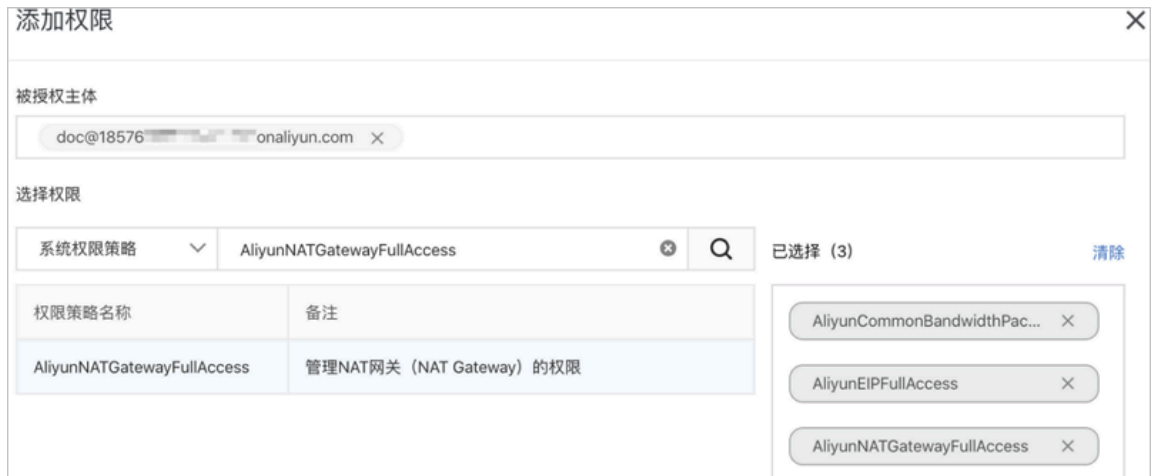 添加权限
被授权主体
doc@18576 onaliyun.com
选择权限
系统权限策略 AliyunNATGatewayFullAccess
已选择（3） 清除
权限策略名称 备注
AliyunNATGatewayFullAccess 管理NAT网关（NAT Gateway）的权限
AliyunCommonBandwidthPac...
AliyunEIPFullAccess
AliyunNATGatewayFullAccess